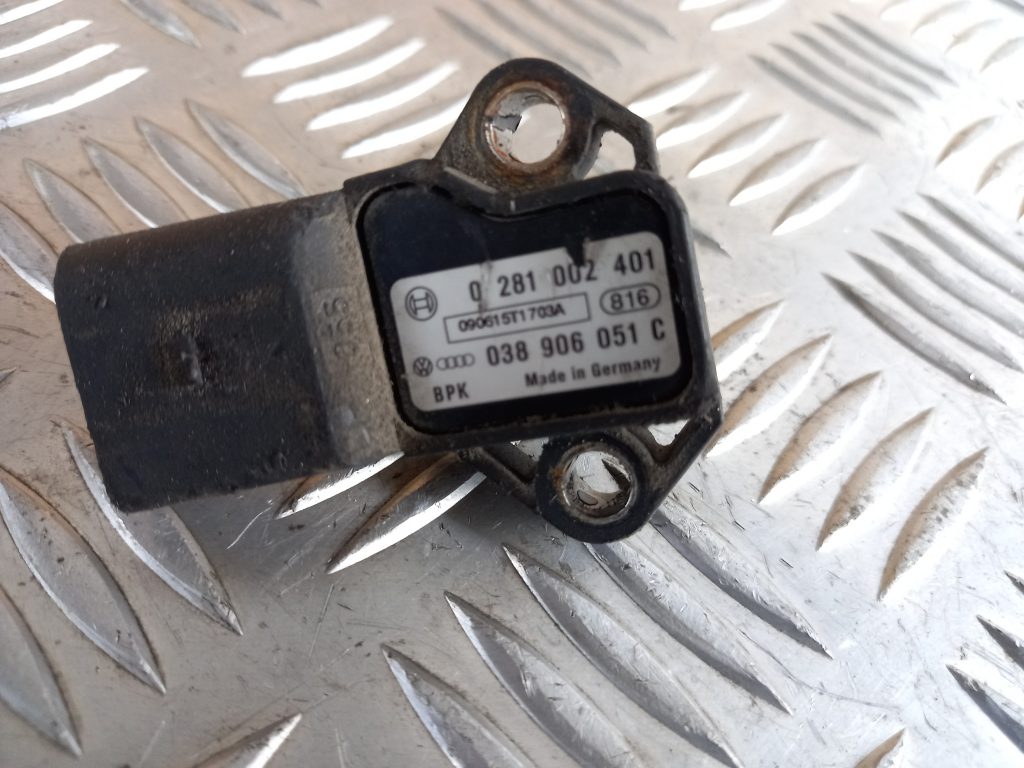 0 281 002 401
090615T1703A 816
038 906 051 C
BPK Made in Germany